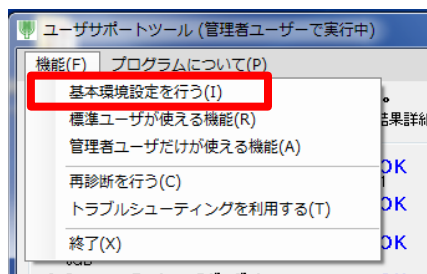 ユーザサポートツール (管理者ユーザーで実行中)
機能(F) プログラムについて(P)
基本環境設定を行う(I)
標準ユーザが使える機能(R)
管理者ユーザだけが使える機能(A)
再診断を行う(C)
トラブルシューティングを利用する(T)
終了(X)
。
結果詳細
OK
OK
OK